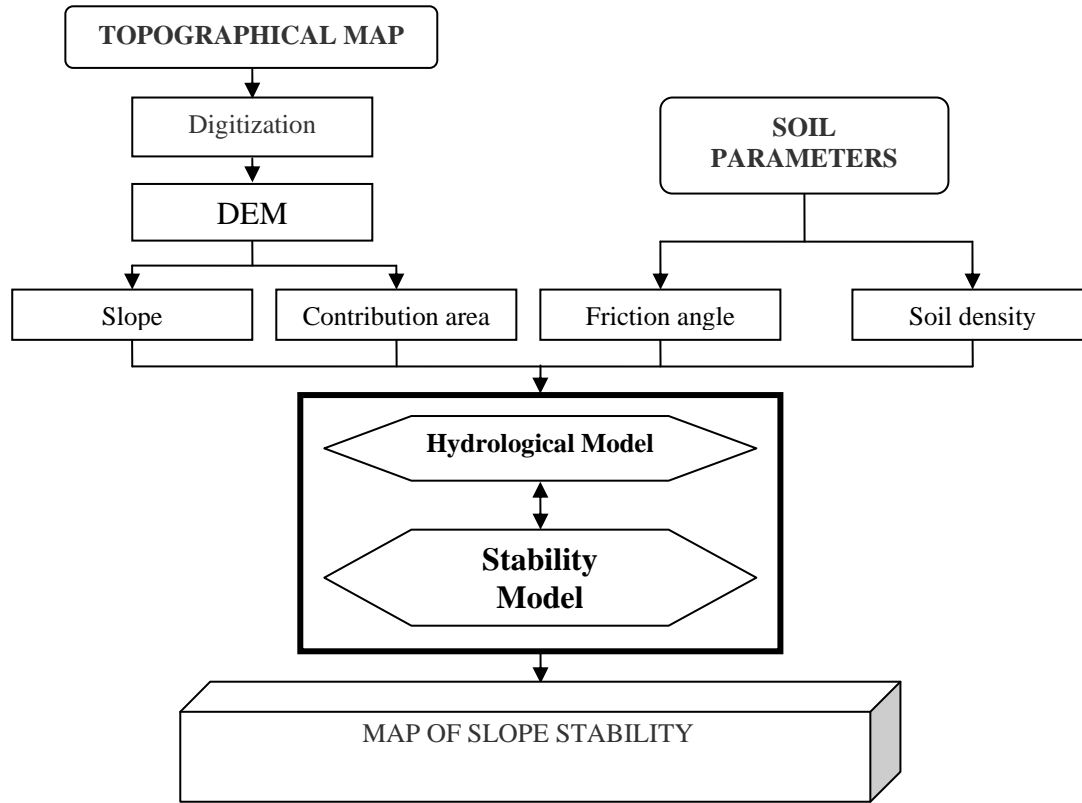 TOPOGRAPHICAL MAP
Digitization
SOIL
PARAMETERS
DEM
Slope
Contribution area
Friction angle
Soil density
Hydrological Model
Stability
Model
MAP OF SLOPE STABILITY